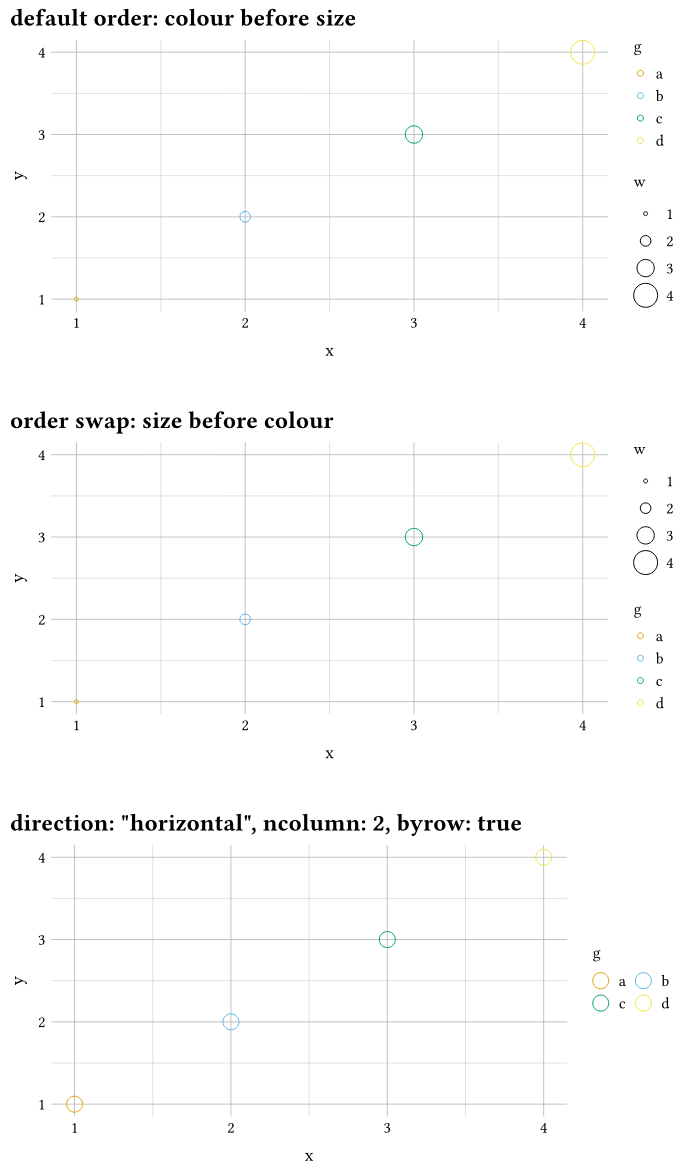 default order: colour before size
4
3
2
1
y
1 2 3 4
x
g
a
b
c
d
w
1
2
3
4
order swap: size before colour
4
3
2
1
y
1 2 3 4
x
w
1
2
3
4
g
a
b
c
d
direction: "horizontal", ncolumn: 2, byrow: true
4
3
2
1
y
1 2 3 4
x
g
a b
c d